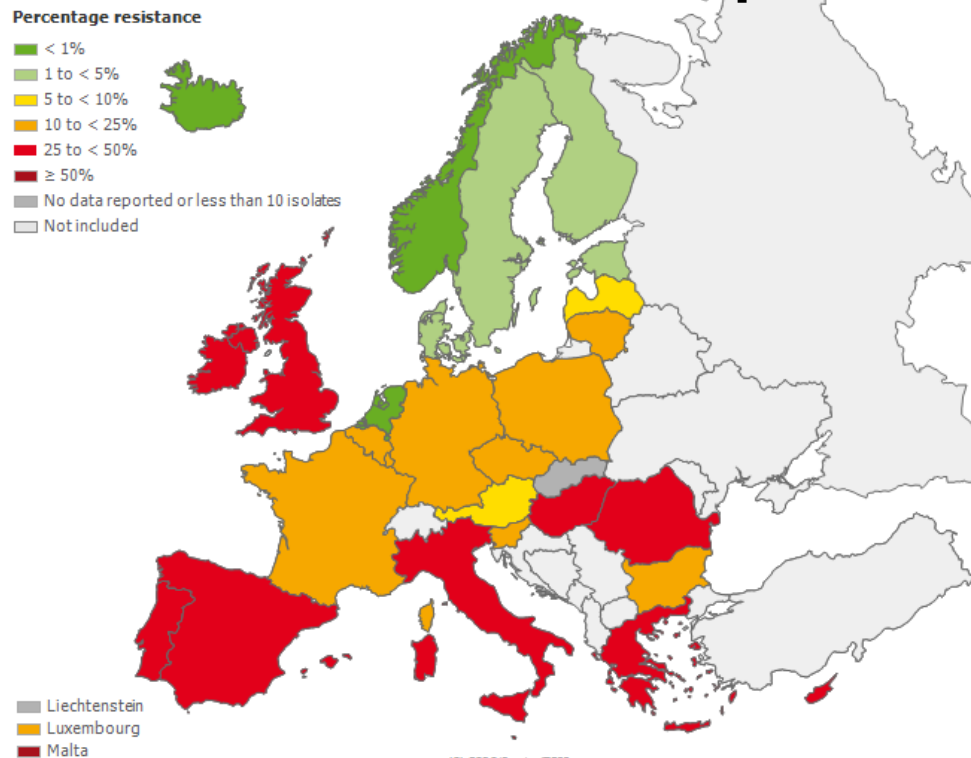 Percentage resistance
< 1%
1 to < 5%
5 to < 10%
10 to < 25%
25 to < 50%
≥ 50%
No data reported or less than 10 isolates
Not included
Liechtenstein
Luxembourg
Malta